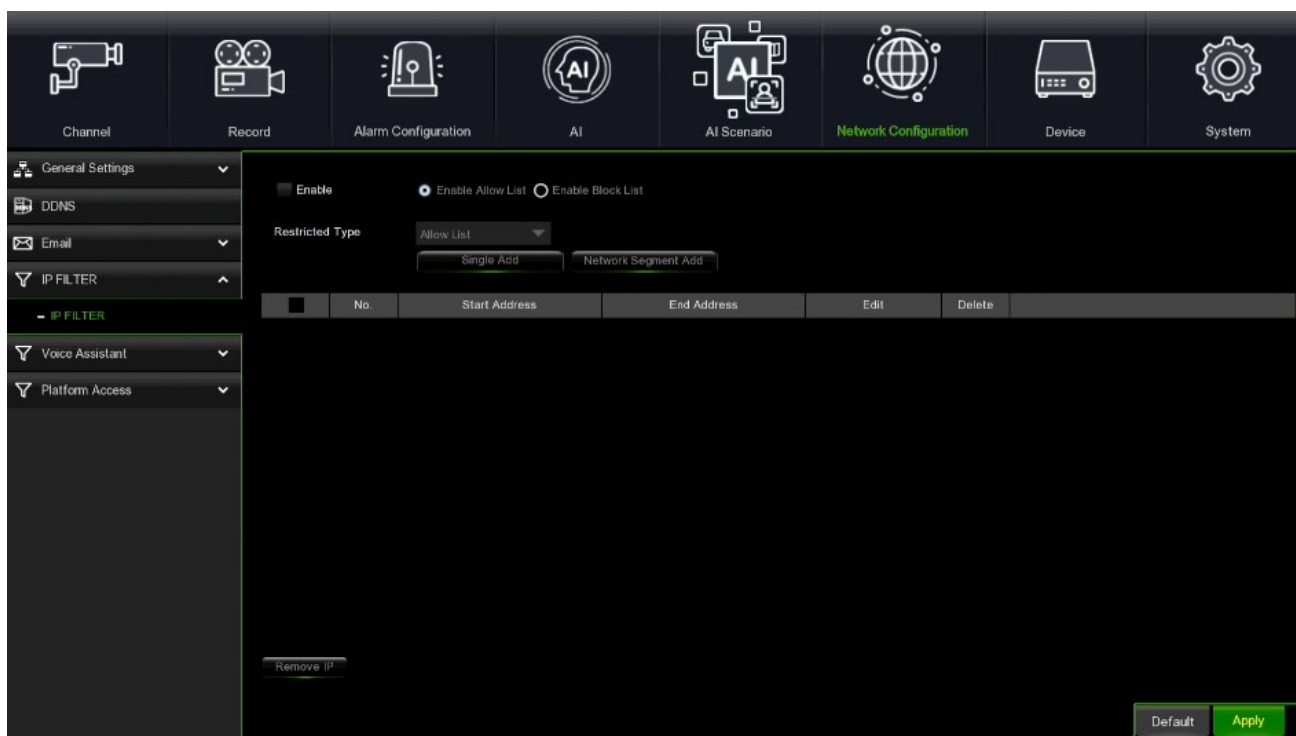 AI
AI
Channel Record Alarm Configuration AI AI Scenario Network Configuration Device System
General Settings
DDNS
Email
IP FILTER
– IP FILTER
Voice Assistant
Platform Access
Enable Enable Allow List Enable Block List
Restricted Type Allow List
Single Add Network Segment Add
No. Start Address End Address Edit Delete
Remove IP
Default Apply